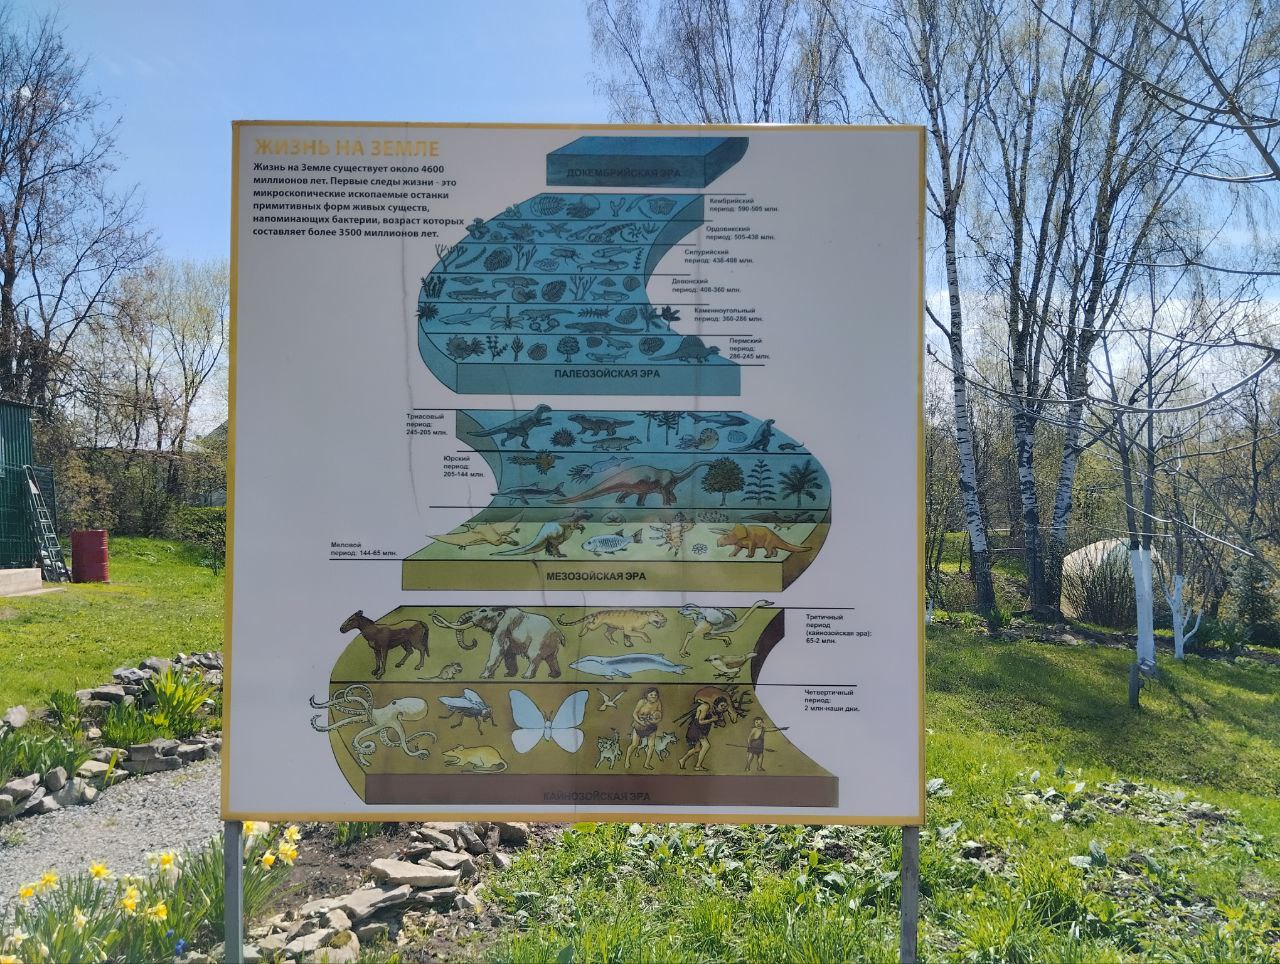 ЖИЗНЬ НА ЗЕМЛЕ
Жизнь на Земле существует около 4600
миллионов лет. Первые следы жизни - это
микроскопические ископаемые останки
примитивных форм живых существ,
напоминающих бактерии, возраст которых
составляет более 3500 миллионов лет.
ДОКЕМБРИЙСКАЯ ЭРА
Кембрийский
период: 590-505 млн.
Ордовикский
период: 505-438 млн.
Силурийский
период: 438-408 млн.
Девонский
период: 408-360 млн.
Каменноугольный
период: 360-286 млн.
Пермский
период:
286-245 млн.
ПАЛЕОЗОЙСКАЯ ЭРА
Триасовый
период:
245-205 млн.
Юрский
период:
205-144 млн.
Меловой
период: 144-65 млн.
МЕЗОЗОЙСКАЯ ЭРА
Третичный
период
(кайнозойская эра):
65-2 млн.
Четвертичный
период:
2 млн-наши дни.
КАЙНОЗОЙСКАЯ ЭРА